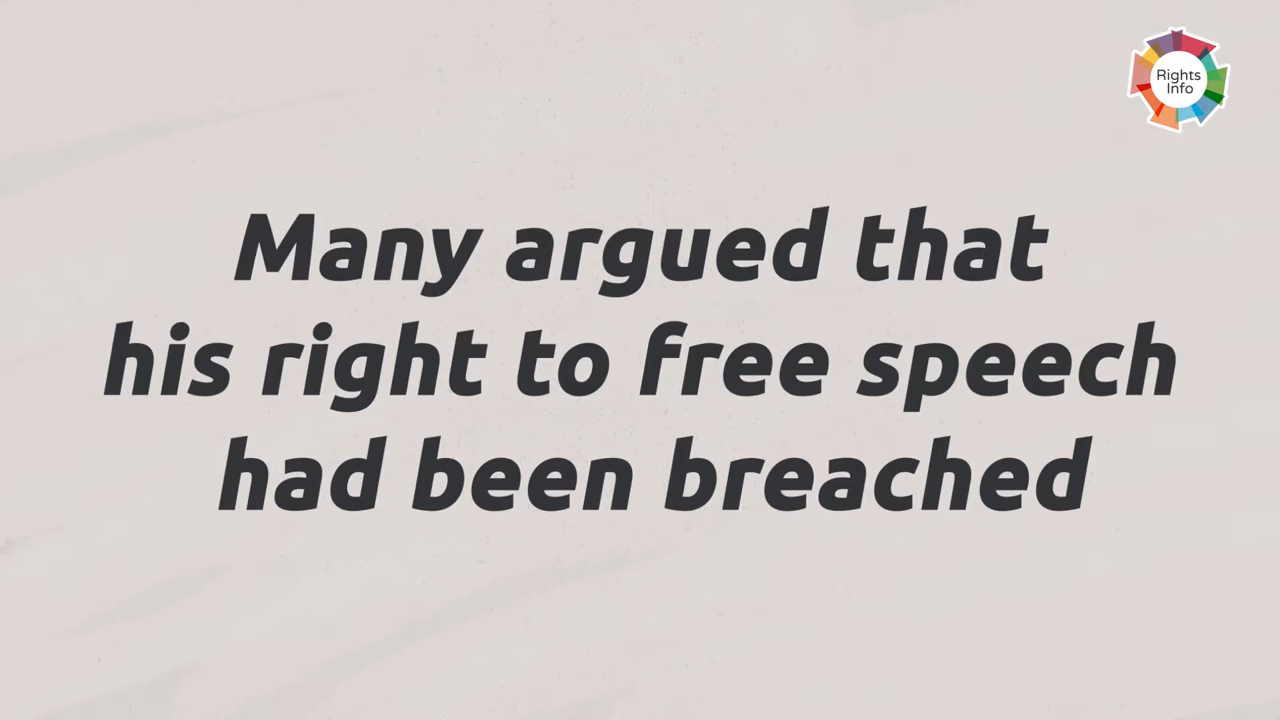 Rights
Info
Many argued that
his right to free speech
had been breached